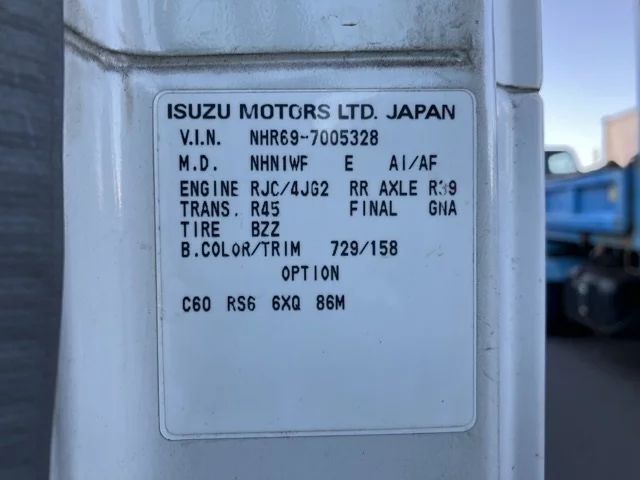 ISUZU MOTORS LTD. JAPAN
V.I.N. NHR69-7005328
M.D. NHN1WF E AI/AF
ENGINE RJC/4JG2 RR AXLE R39
TRANS. R45 FINAL GNA
TIRE BZZ
B.COLOR/TRIM 729/158
OPTION
C60 RS6 6XQ 86M